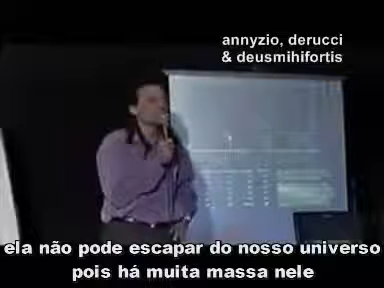 annyzio, derucci
& deusmihifortis
ela não pode escapar do nosso universo
pois há muita massa nele